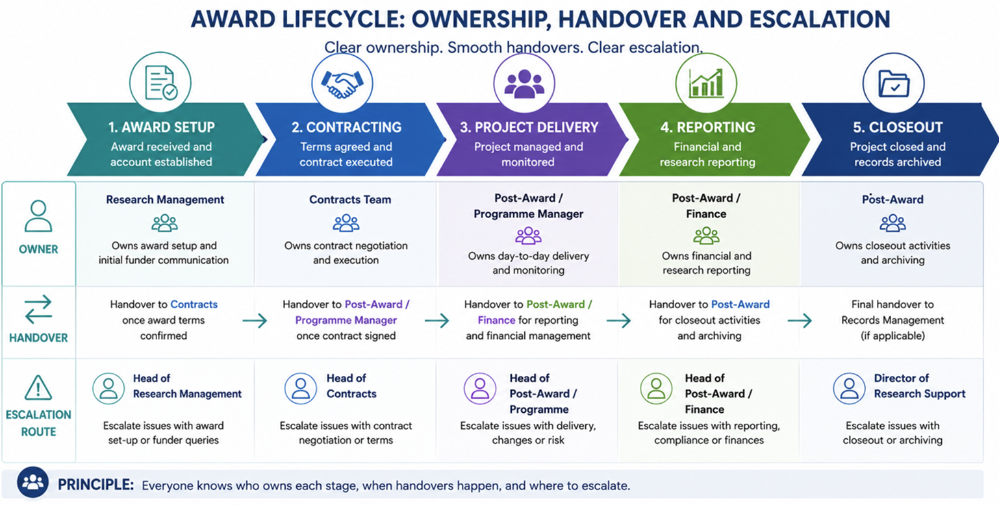 AWARD LIFECYCLE: OWNERSHIP, HANDOVER AND ESCALATION
Clear ownership. Smooth handovers. Clear escalation.
1. AWARD SETUP
Award received and
account established
2. CONTRACTING
Terms agreed and
contract executed
3. PROJECT DELIVERY
Project managed and
monitored
4. REPORTING
Financial and
research reporting
5. CLOSEOUT
Project closed and
records archived
OWNER
Research Management
Owns award setup and
initial funder communication
Contracts Team
Owns contract negotiation
and execution
Post-Award /
Programme Manager
Owns day-to-day delivery
and monitoring
Post-Award /
Finance
Owns financial and
research reporting
Post-Award
Owns closeout activities
and archiving
HANDOVER
Handover to Contracts
once award terms
confirmed
Handover to Post-Award /
Programme Manager
once contract signed
Handover to Post-Award /
Finance for reporting
and financial management
Handover to Post-Award
for closeout activities
and archiving
Final handover to
Records Management
(if applicable)
ESCALATION
ROUTE
Head of
Research Management
Escalate issues with award
set-up or funder queries
Head of
Contracts
Escalate issues with contract
negotiation or terms
Head of
Post-Award /
Programme
Escalate issues with delivery,
changes or risk
Head of
Post-Award /
Finance
Escalate issues with reporting,
compliance or finances
Director of
Research Support
Escalate issues with
closeout or archiving
PRINCIPLE: Everyone knows who owns each stage, when handovers happen, and where to escalate.